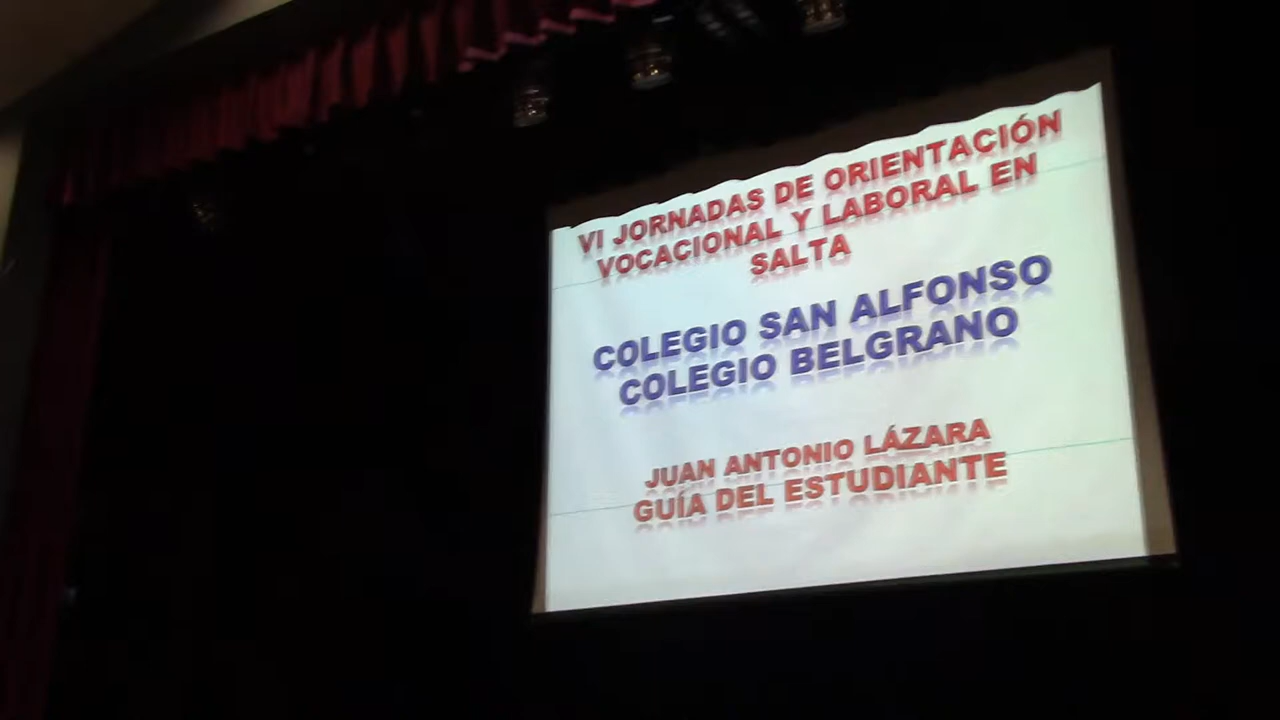 VI JORNADAS DE ORIENTACIÓN
VOCACIONAL Y LABORAL EN
SALTA
COLEGIO SAN ALFONSO
COLEGIO BELGRANO
JUAN ANTONIO LÁZARA
GUÍA DEL ESTUDIANTE